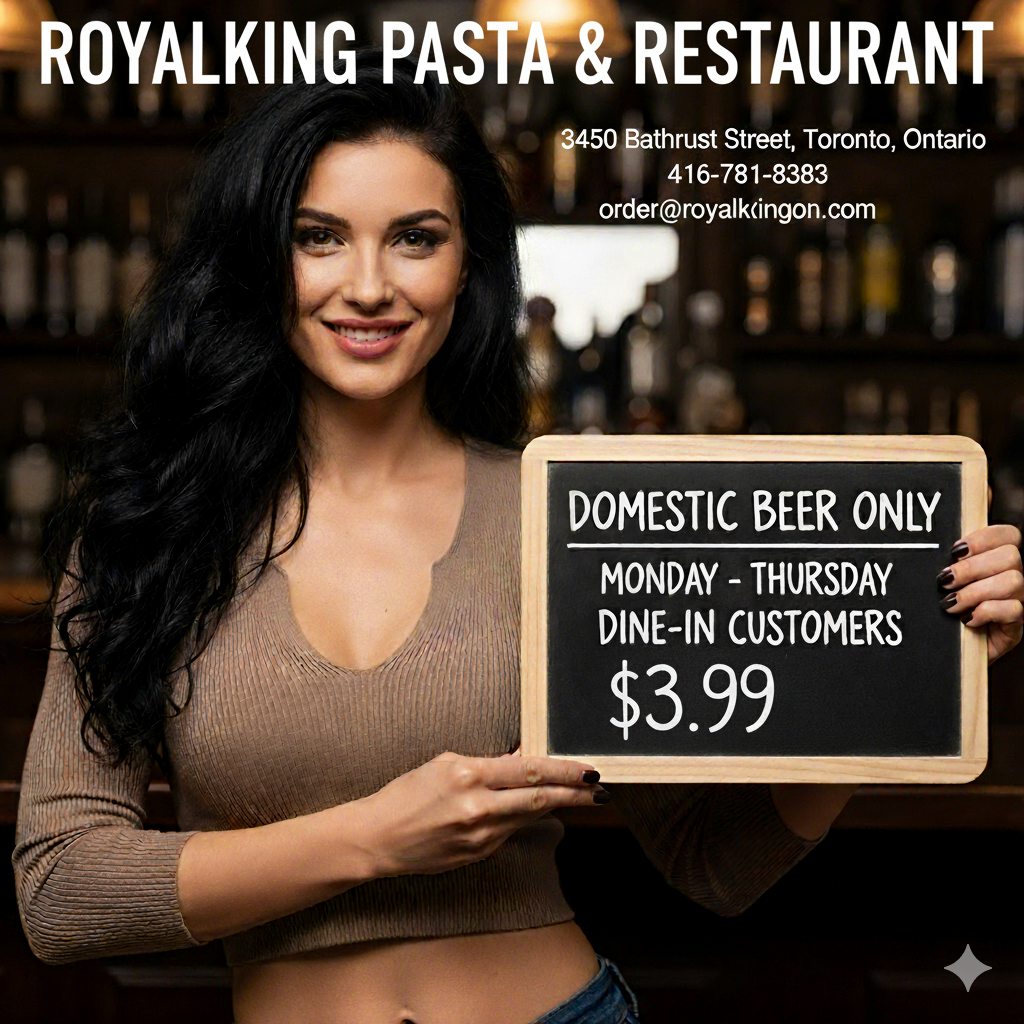 ROYALKING PASTA & RESTAURANT
3450 Bathrust Street, Toronto, Ontario
416-781-8383
order@royalkingon.com
DOMESTIC BEER ONLY
MONDAY - THURSDAY
DINE-IN CUSTOMERS
$3.99